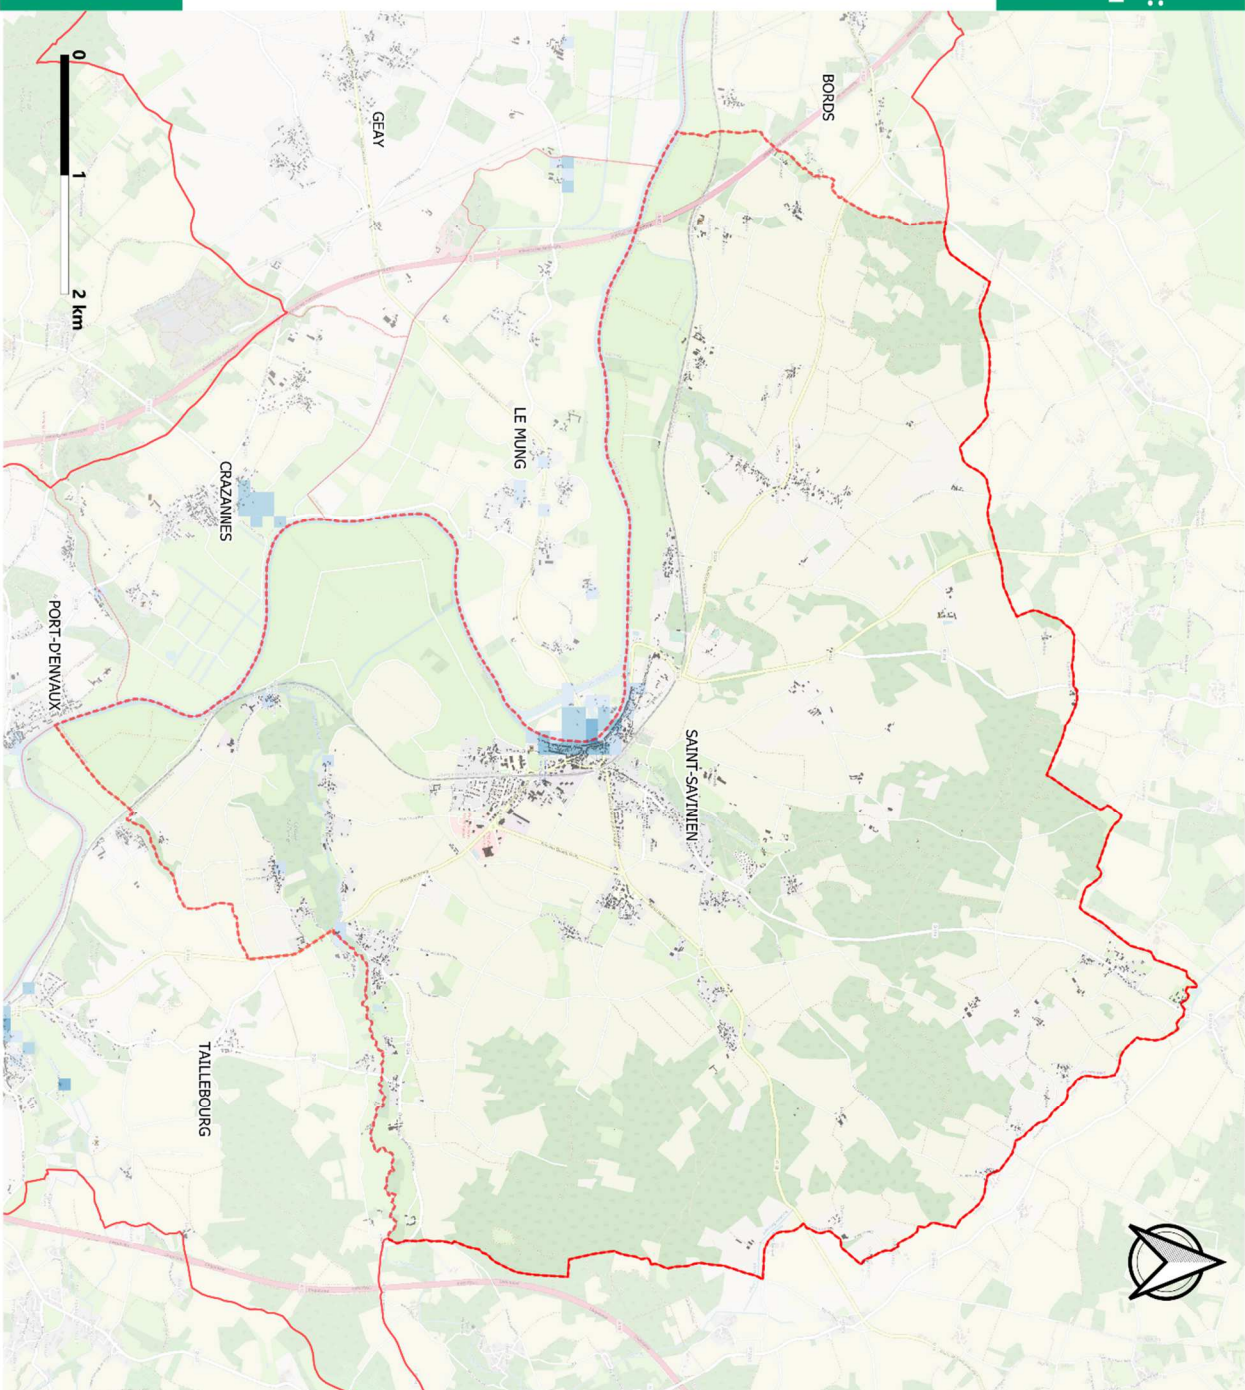 BORDS
GEAY
0
1
2 km
LE MUNG
CRAZANNES
PORT-D'ENVAUX
SAINT-SAVINIEN
TAILLEBOURG